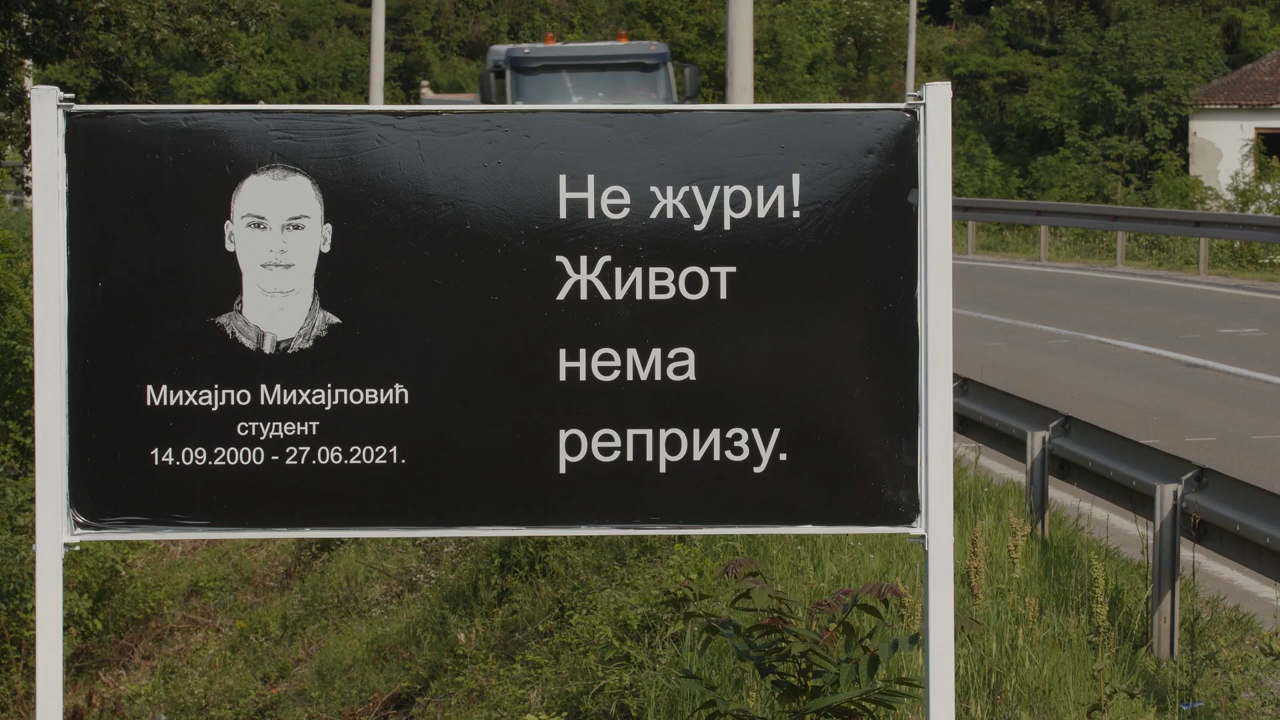 Не жури!
Живот
нема
репризу.
Михајло Михајловић
студент
14.09.2000 - 27.06.2021.